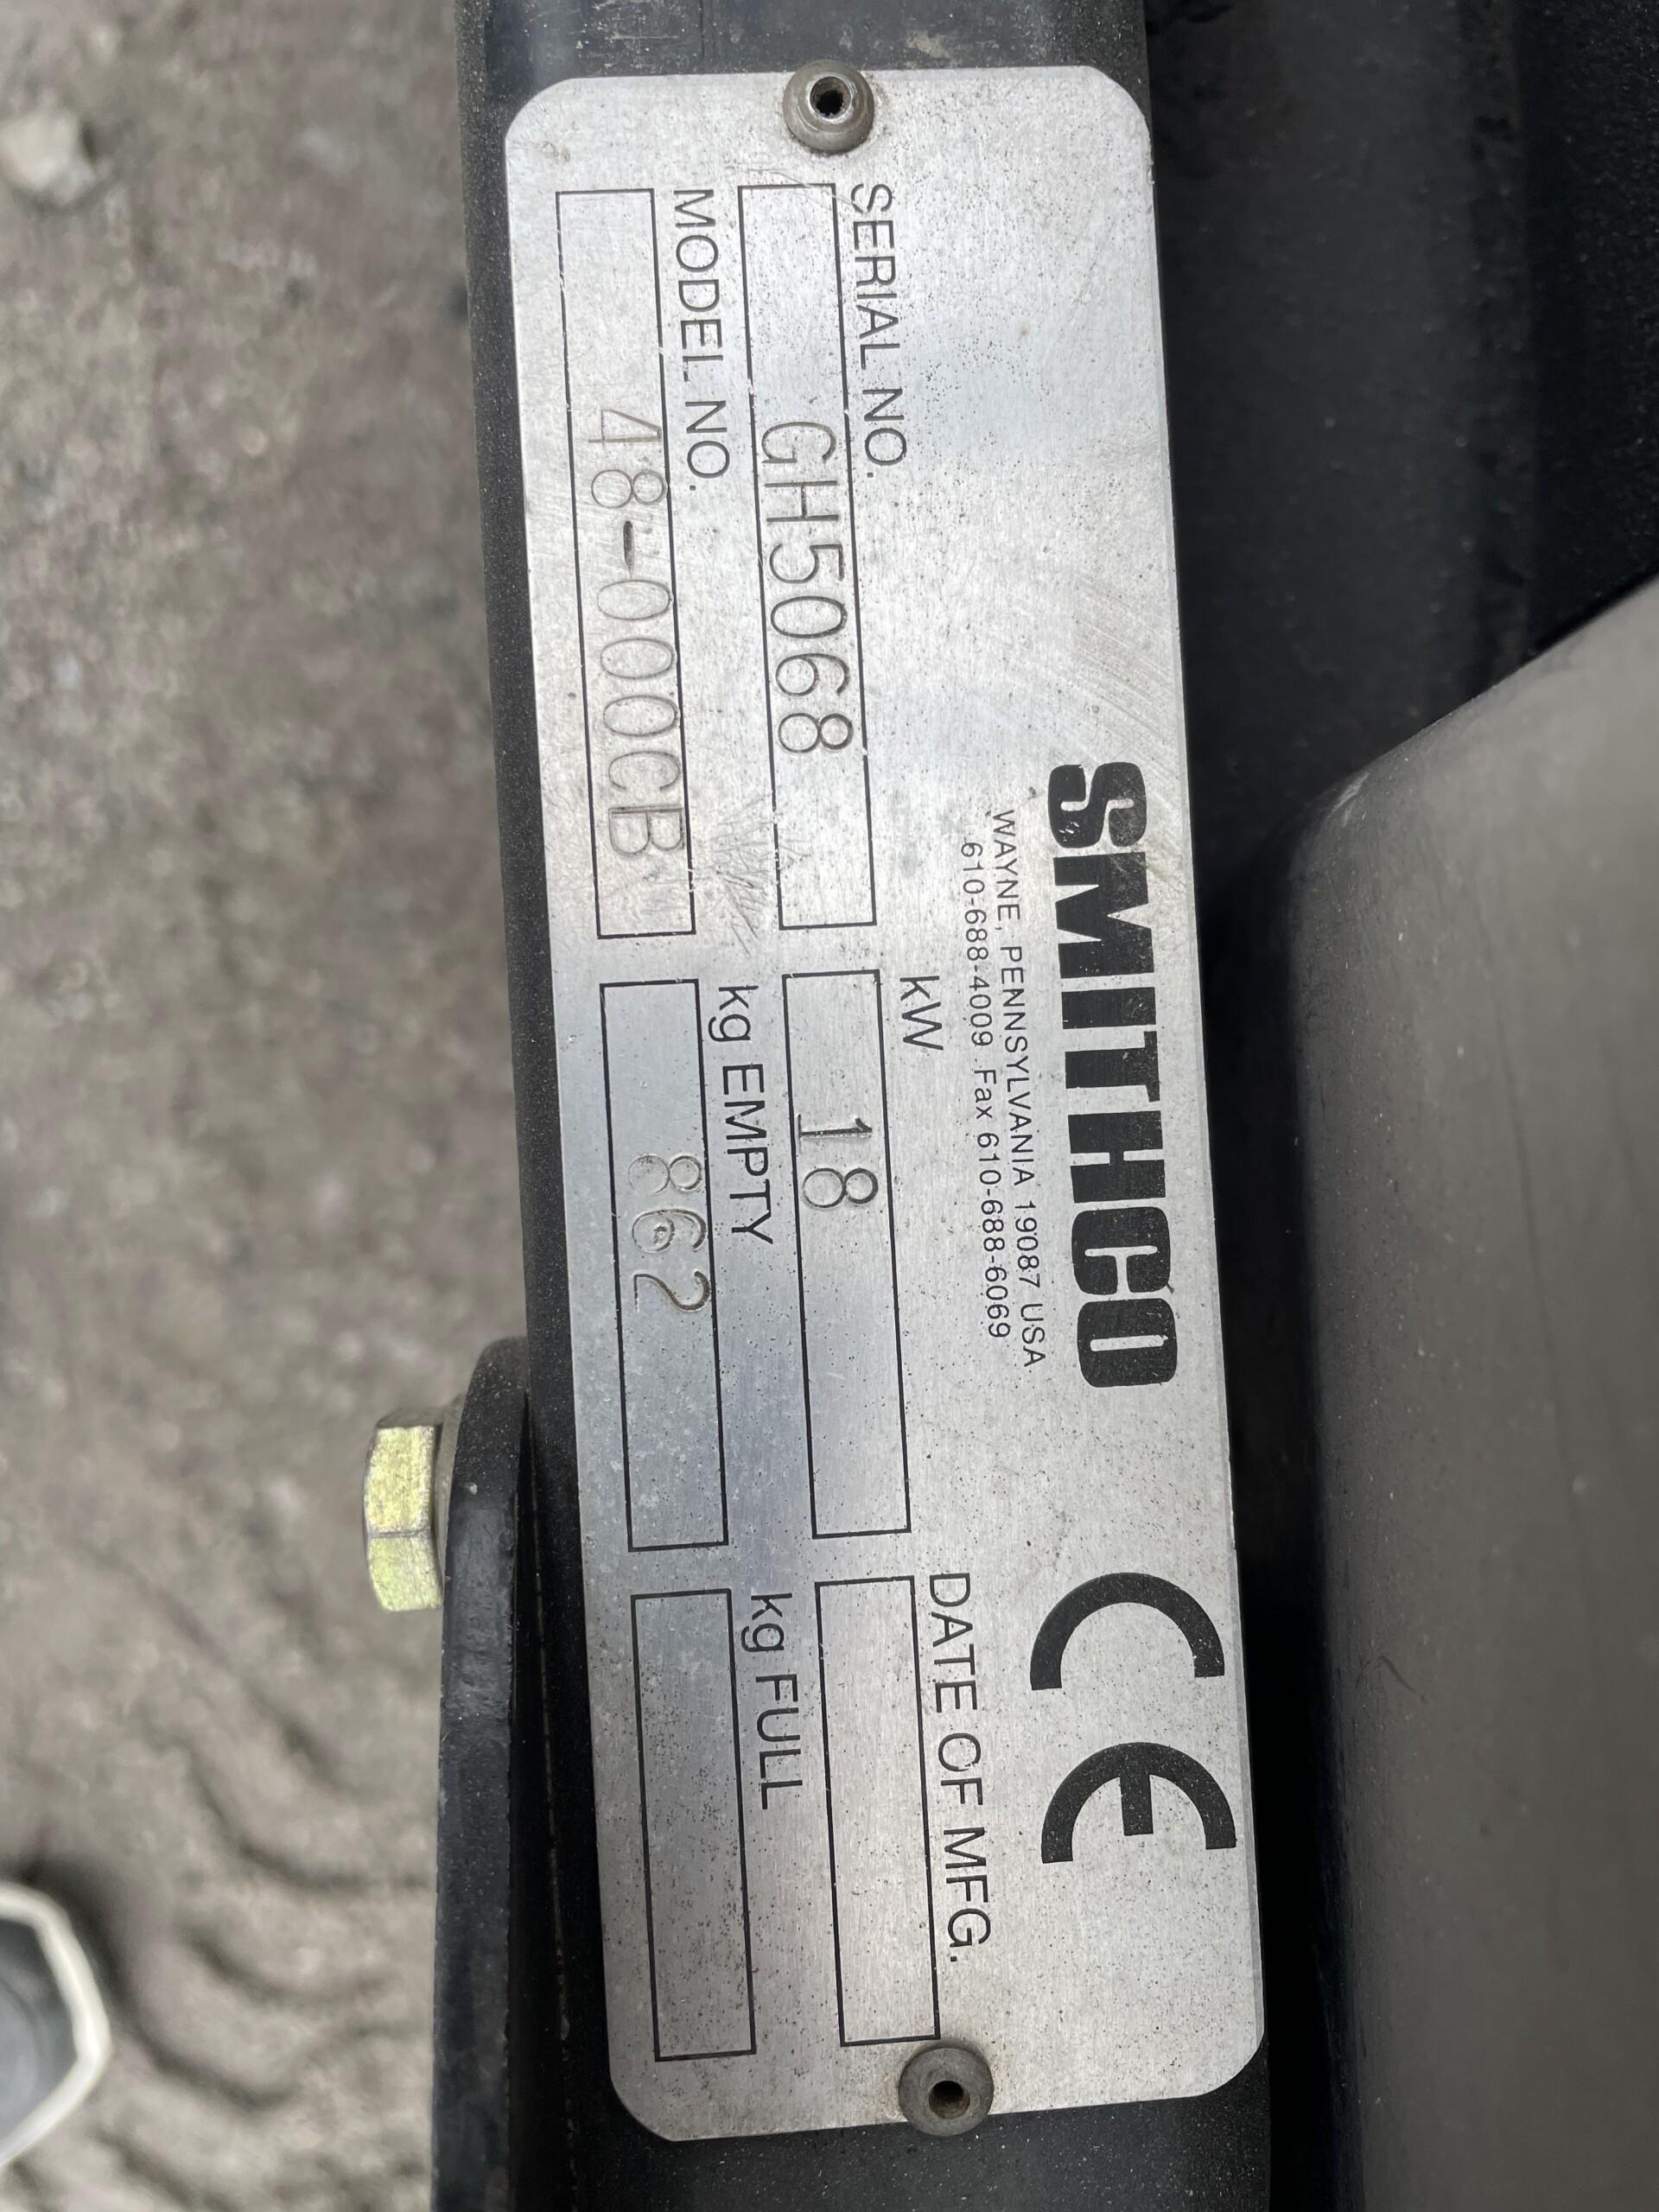 SMITHCO
CE
WAYNE, PENNSYLVANIA 19087 USA
610-688-4009 Fax 610-688-6069
SERIAL NO.
GH5068
kW
18
DATE OF MFG.
MODEL NO.
48-000CB
kg EMPTY
862
kg FULL